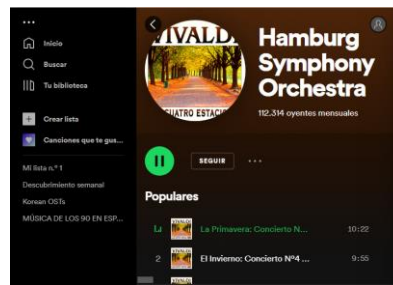 Inicio
Buscar
Tu biblioteca
Crear lista
Canciones que te gus...
Mi lista n.º 1
Descubrimiento semanal
Korean OSTs
MÚSICA DE LOS 90 EN ESP...
VIVALDI
CUATRO ESTACIO
Hamburg
Symphony
Orchestra
112.314 oyentes mensuales
SEGUIR
Populares
La Primavera: Concierto N...
10:22
2
El Invierno: Concierto Nº4 ...
9:55